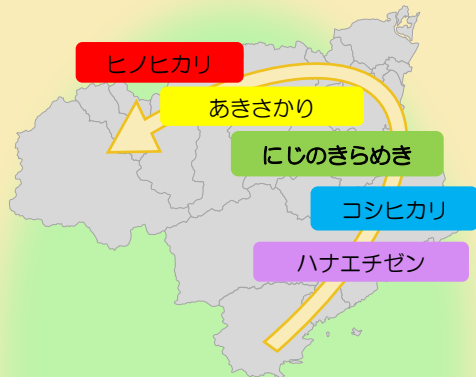 ヒノヒカリ
あきさかり
にじのきらめき
コシヒカリ
ハナエチゼン